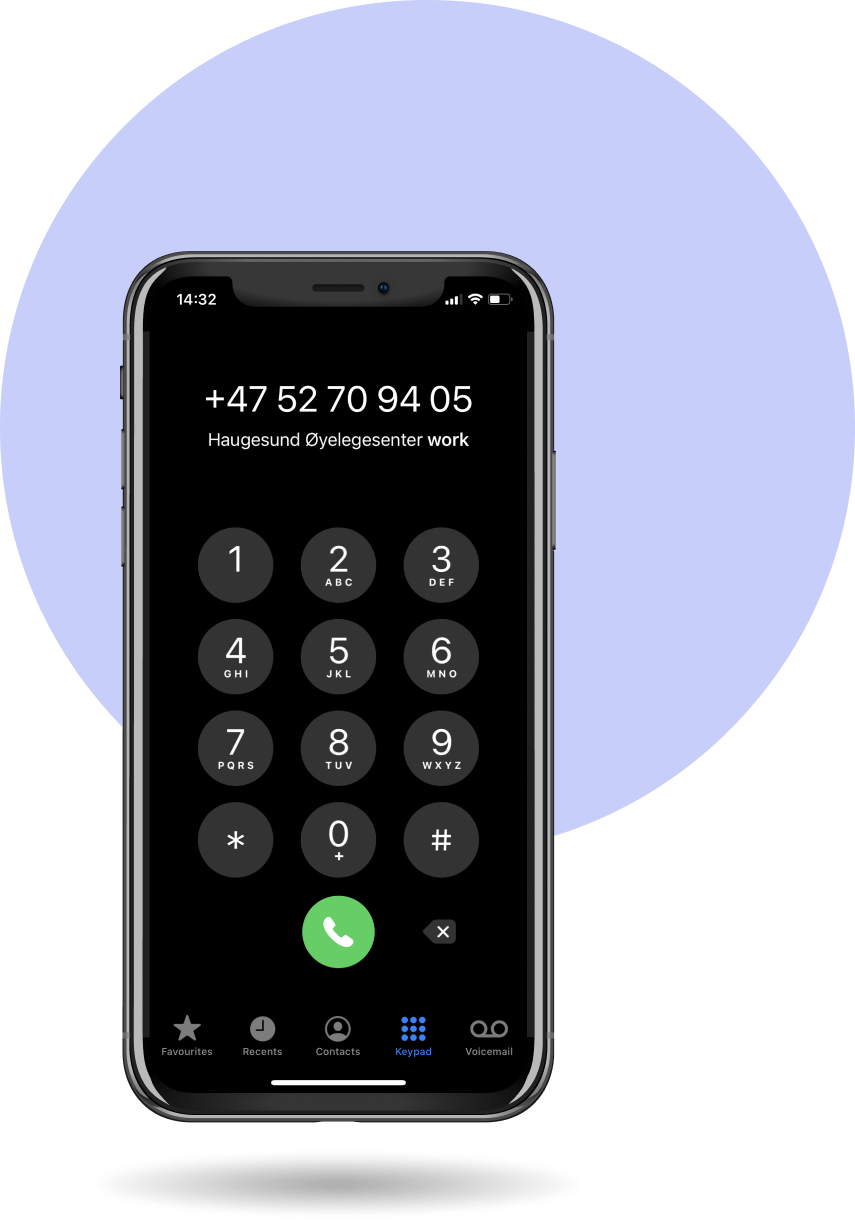 14:32
+47 52 70 94 05
Haugesund Øyelegesenter work
1 2 3
ABC DEF
4 5 6
GHI JKL MNO
7 8 9
PQRS TUV WXYZ
* 0 #
+
Favourites Recents Contacts Keypad Voicemail